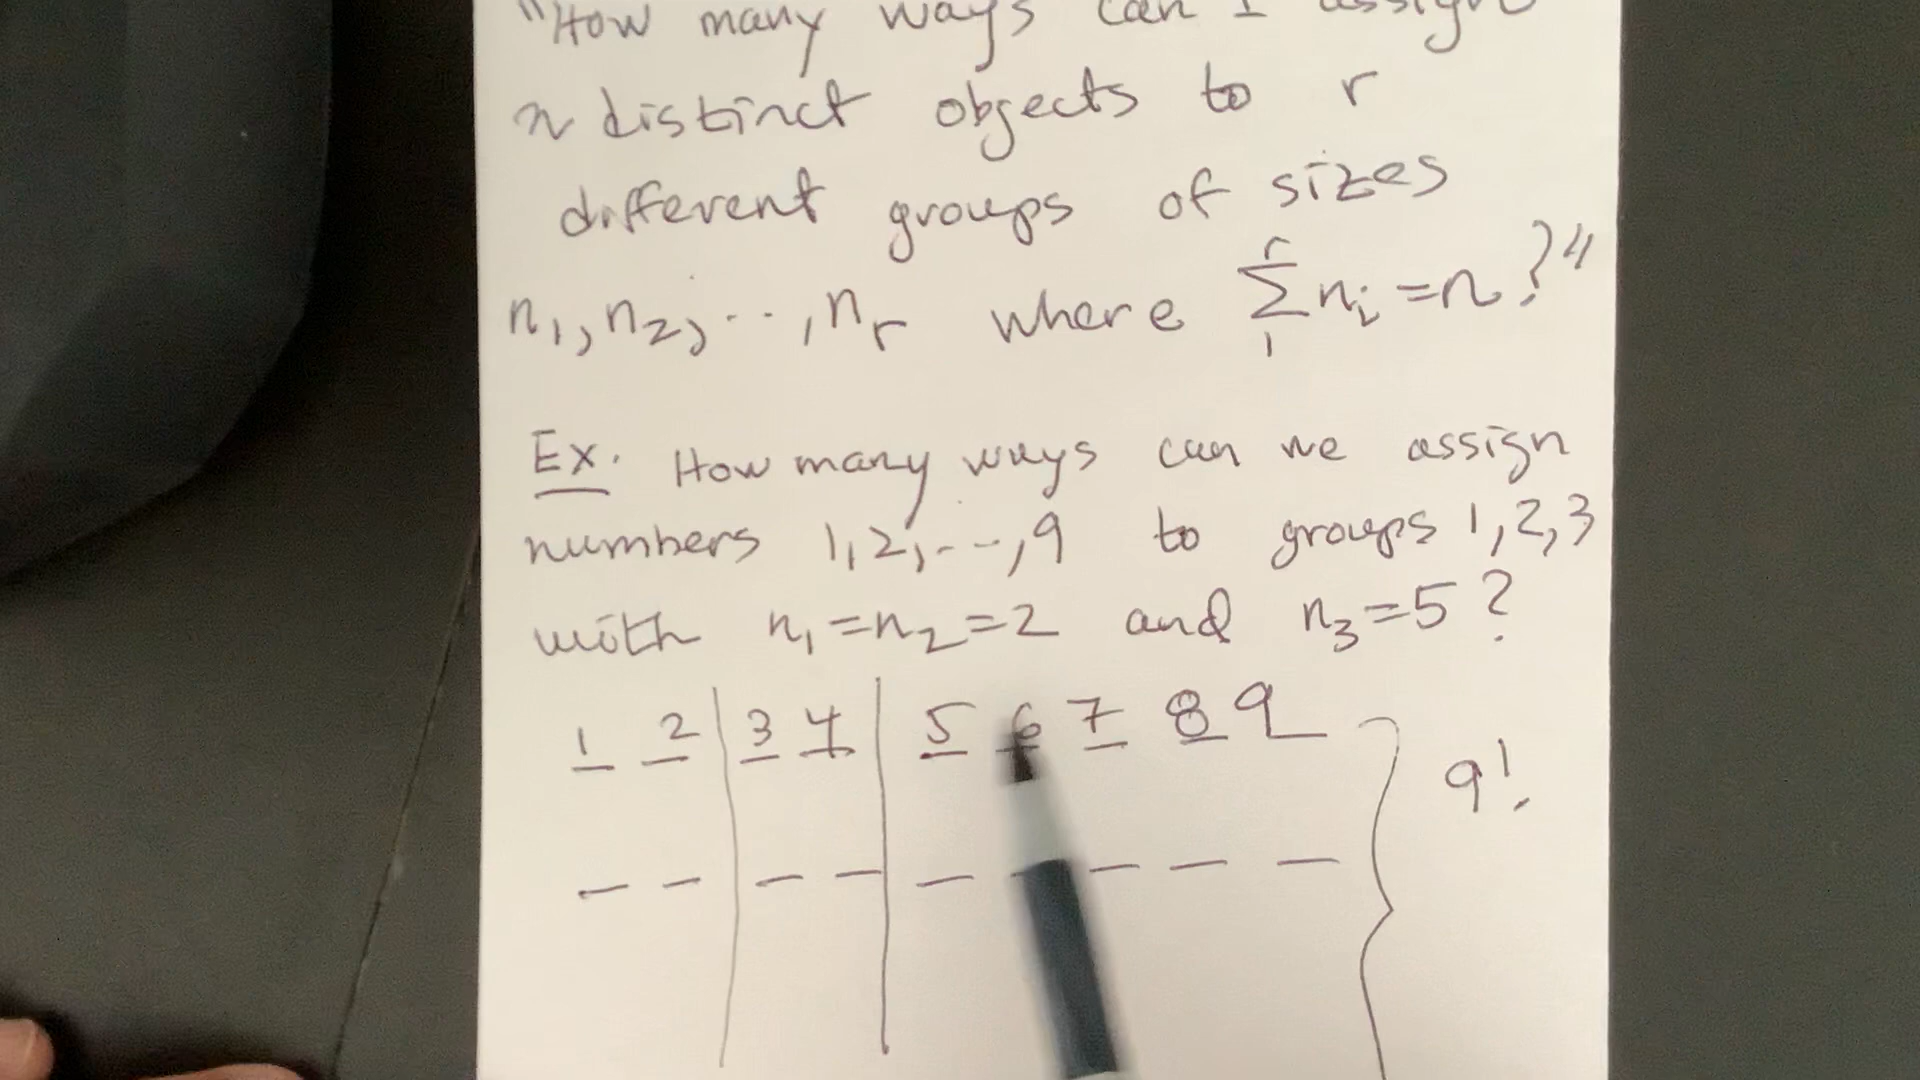 "How many ways can I assign
n distinct objects to r
different groups of sizes
n₁, n₂, ..., nᵣ where ∑₁ʳ nᵢ = n?"
Ex. How many ways can we assign
numbers 1, 2, ..., 9 to groups 1, 2, 3
with n₁ = n₂ = 2 and n₃ = 5?
1 2 | 3 4 | 5 6 7 8 9 } 9!
_ _ | _ _ | _ _ _ _ _